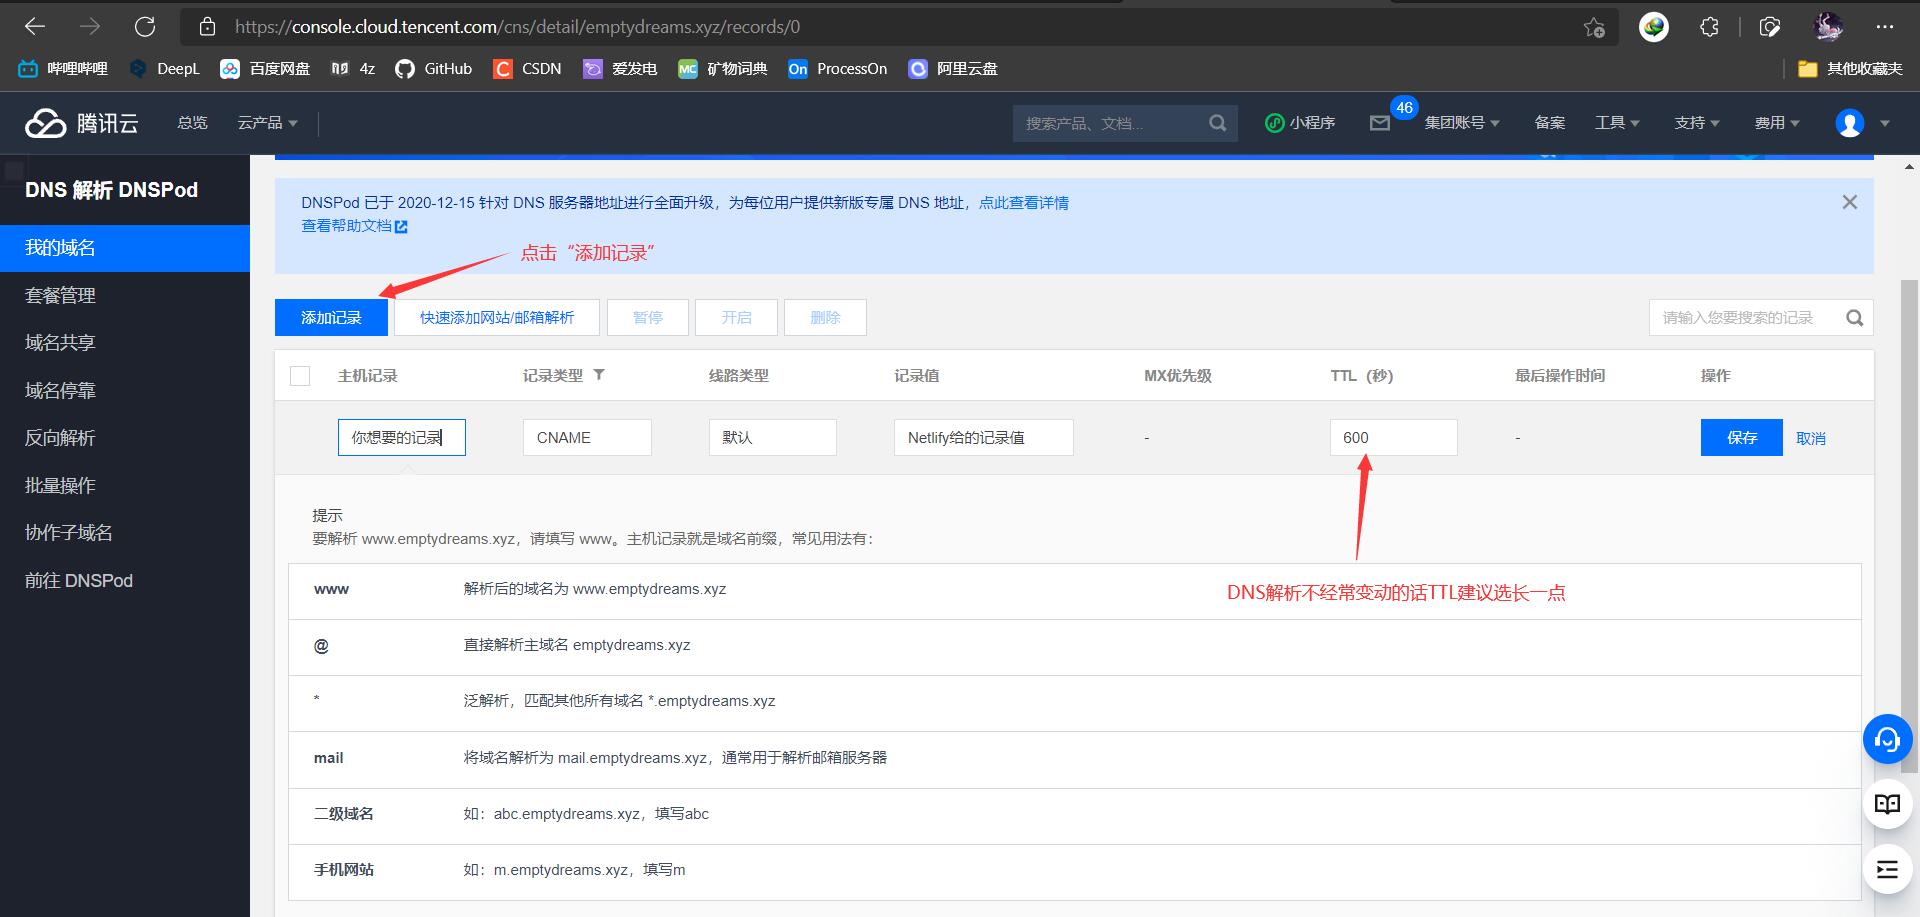 https://console.cloud.tencent.com/cns/detail/emptydreams.xyz/records/0
哔哩哔哩 DeepL 百度网盘 4z GitHub CSDN 爱发电 MC 矿物词典 On ProcessOn 阿里云盘 其他收藏夹
腾讯云 总览 云产品 搜索产品、文档... 小程序 46 集团账号 备案 工具 支持 费用
DNS 解析 DNSPod
我的域名
套餐管理
域名共享
域名停靠
反向解析
批量操作
协作子域名
前往 DNSPod
DNSPod 已于 2020-12-15 针对 DNS 服务器地址进行全面升级，为每位用户提供新版专属 DNS 地址，点此查看详情
查看帮助文档
点击“添加记录”
添加记录 快速添加网站/邮箱解析 暂停 开启 删除 请输入您要搜索的记录
主机记录 记录类型 线路类型 记录值 MX优先级 TTL（秒） 最后操作时间 操作
你想要的记录 CNAME 默认 Netlify给的记录值 - 600 - 保存 取消
提示
要解析 www.emptydreams.xyz，请填写 www。主机记录就是域名前缀，常见用法有：
www 解析后的域名为 www.emptydreams.xyz
DNS解析不经常变动的话TTL建议选长一点
@ 直接解析主域名 emptydreams.xyz
* 泛解析，匹配其他所有域名 *.emptydreams.xyz
mail 将域名解析为 mail.emptydreams.xyz，通常用于解析邮箱服务器
二级域名 如：abc.emptydreams.xyz，填写abc
手机网站 如：m.emptydreams.xyz，填写m